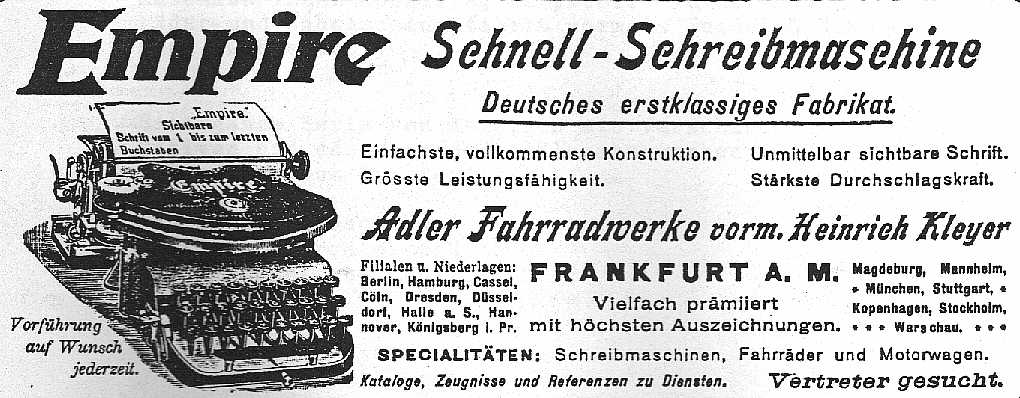 Empire Schnell-Schreibmaschine
Deutsches erstklassiges Fabrikat.
„Empire."
Sichtbare
Schrift vom 1. bis zum letzten
Buchstaben
Empire
Einfachste, vollkommenste Konstruktion. Unmittelbar sichtbare Schrift.
Grösste Leistungsfähigkeit. Stärkste Durchschlagskraft.
Adler Fahrradwerke vorm. Heinrich Kleyer
Filialen u. Niederlagen:
Berlin, Hamburg, Cassel,
Cöln, Dresden, Düssel-
dorf, Halle a. S., Han-
nover, Königsberg i. Pr.
FRANKFURT A. M.
Vielfach prämiiert
mit höchsten Auszeichnungen.
Magdeburg, Mannheim,
* München, Stuttgart, *
Kopenhagen, Stockholm,
* * * Warschau. * * *
Vorführung
auf Wunsch
jederzeit.
SPECIALITÄTEN: Schreibmaschinen, Fahrräder und Motorwagen.
Kataloge, Zeugnisse und Referenzen zu Diensten. Vertreter gesucht.